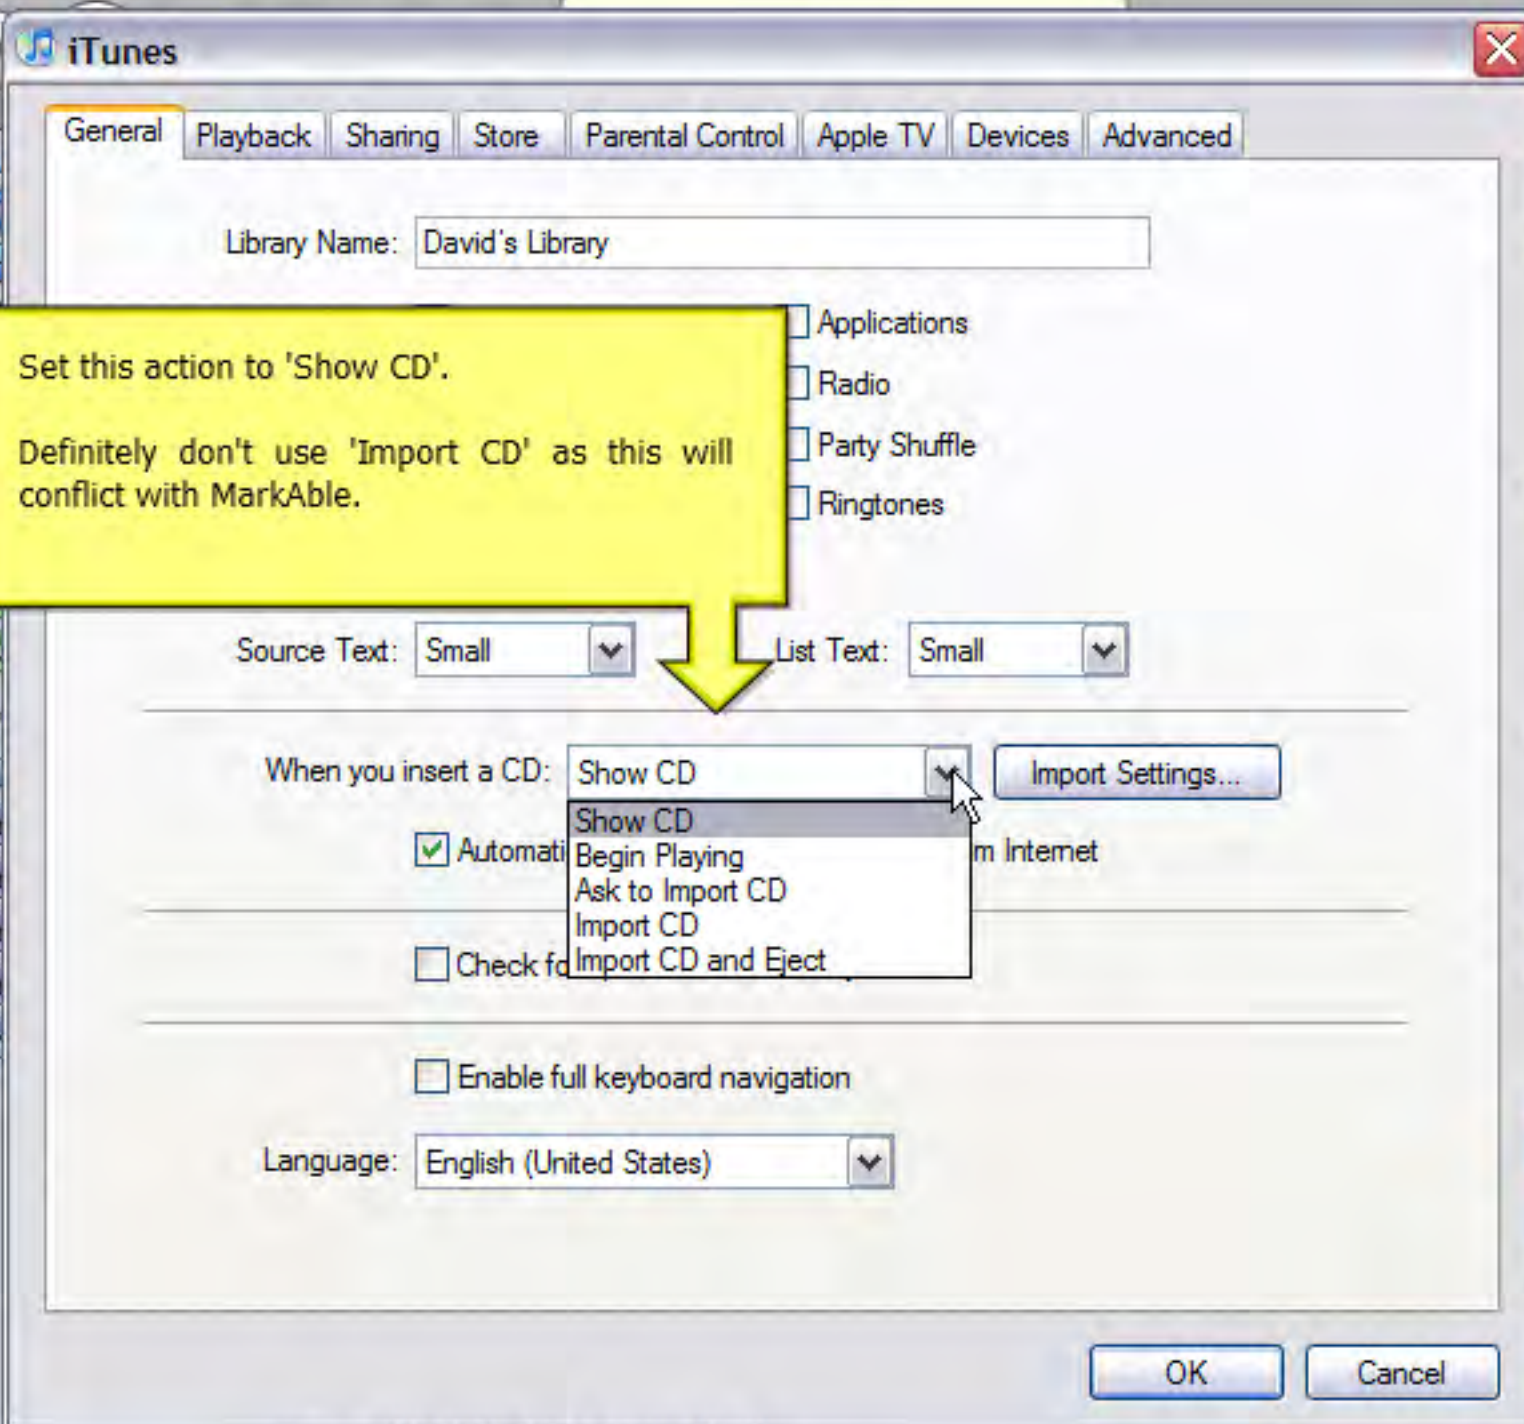 iTunes
General Playback Sharing Store Parental Control Apple TV Devices Advanced
Library Name: David's Library
Set this action to 'Show CD'.
Definitely don't use 'Import CD' as this will
conflict with MarkAble.
Applications
Radio
Party Shuffle
Ringtones
Source Text: Small List Text: Small
When you insert a CD: Show CD Import Settings...
Show CD
Begin Playing
Ask to Import CD
Import CD
Import CD and Eject
Internet
Check
Enable full keyboard navigation
Language: English (United States)
OK Cancel